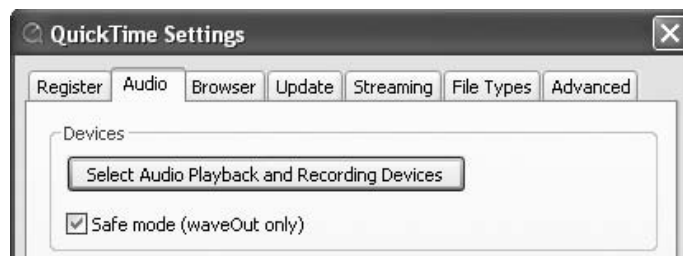 QuickTime Settings
Register Audio Browser Update Streaming File Types Advanced
Devices
Select Audio Playback and Recording Devices
Safe mode (waveOut only)